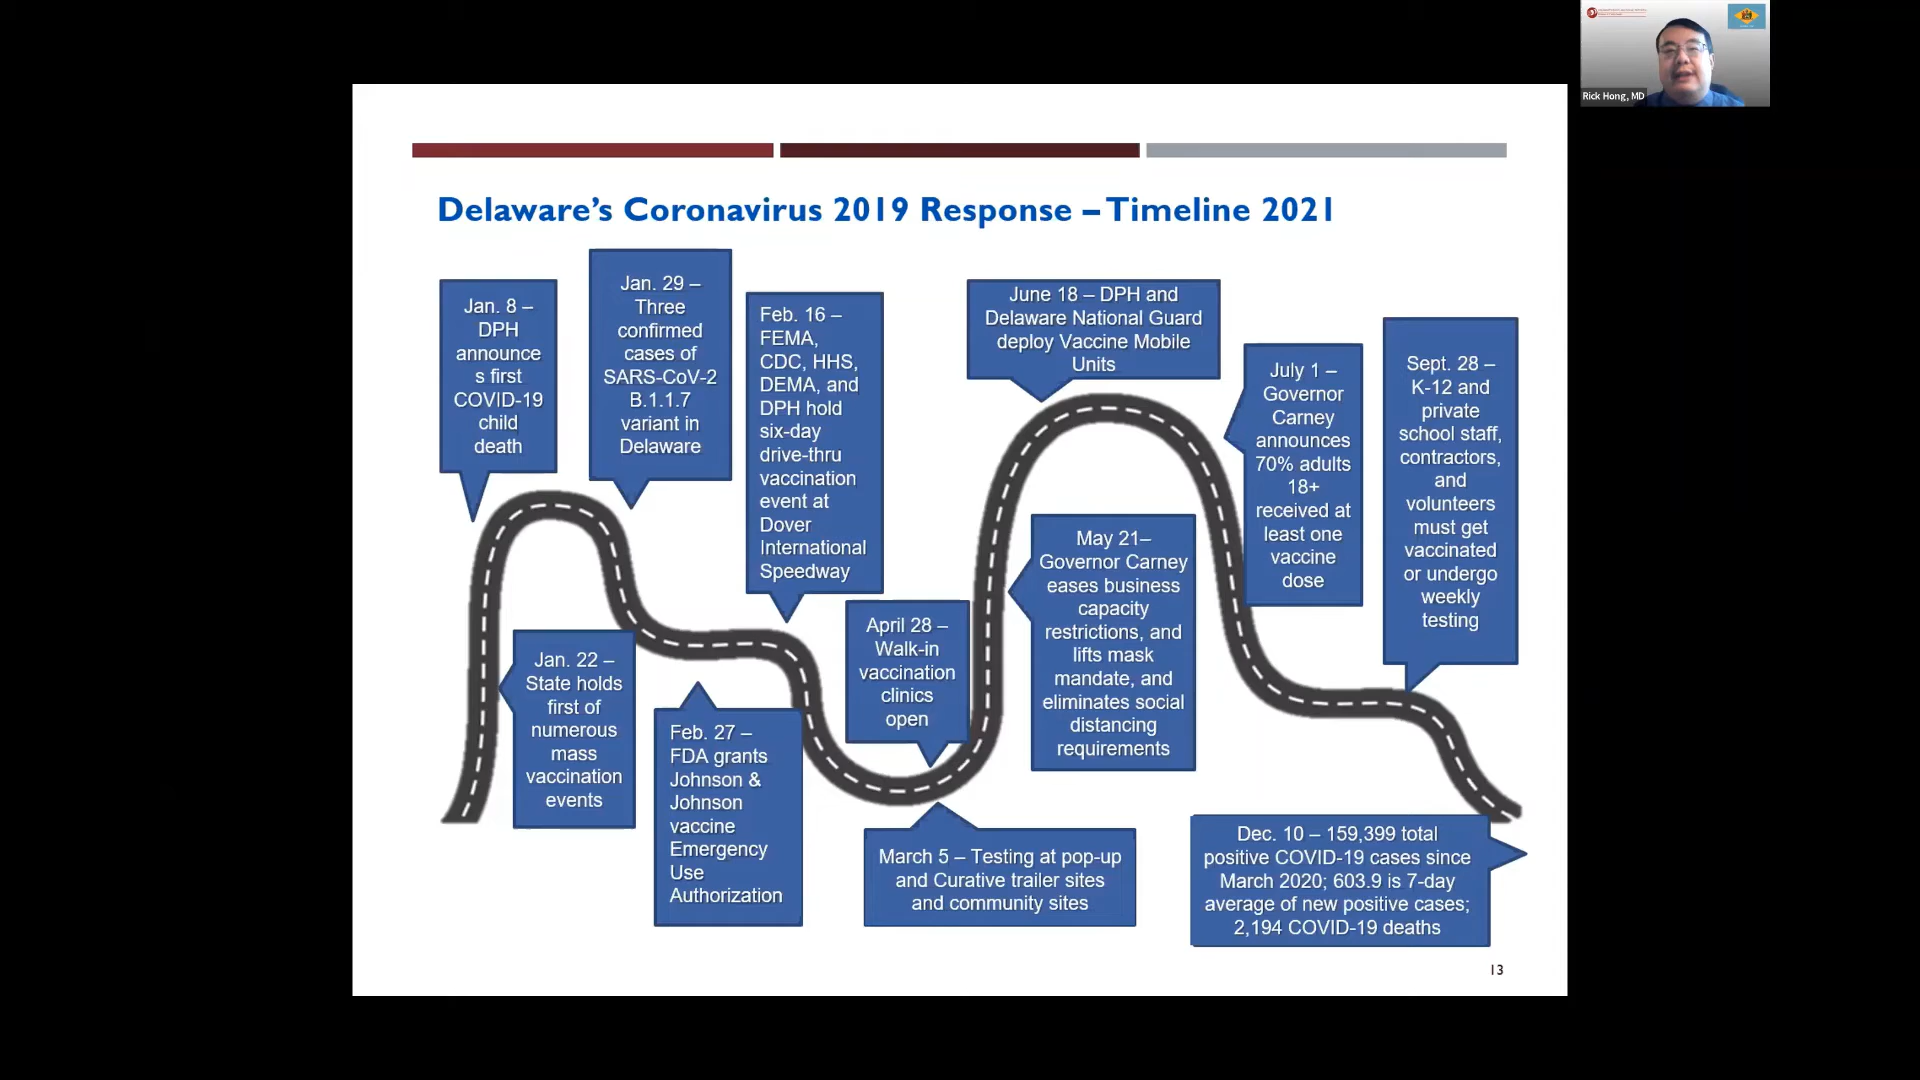 Rick Hong, MD
Delaware's Coronavirus 2019 Response – Timeline 2021
Jan. 8 –
DPH
announce
s first
COVID-19
child
death
Jan. 29 –
Three
confirmed
cases of
SARS-CoV-2
B.1.1.7
variant in
Delaware
Feb. 16 –
FEMA,
CDC, HHS,
DEMA, and
DPH hold
six-day
drive-thru
vaccination
event at
Dover
International
Speedway
June 18 – DPH and
Delaware National Guard
deploy Vaccine Mobile
Units
July 1 –
Governor
Carney
announces
70% adults
18+
received at
least one
vaccine
dose
Sept. 28 –
K-12 and
private
school staff,
contractors,
and
volunteers
must get
vaccinated
or undergo
weekly
testing
Jan. 22 –
State holds
first of
numerous
mass
vaccination
events
Feb. 27 –
FDA grants
Johnson &
Johnson
vaccine
Emergency
Use
Authorization
April 28 –
Walk-in
vaccination
clinics
open
May 21–
Governor Carney
eases business
capacity
restrictions, and
lifts mask
mandate, and
eliminates social
distancing
requirements
March 5 – Testing at pop-up
and Curative trailer sites
and community sites
Dec. 10 – 159,399 total
positive COVID-19 cases since
March 2020; 603.9 is 7-day
average of new positive cases;
2,194 COVID-19 deaths
13